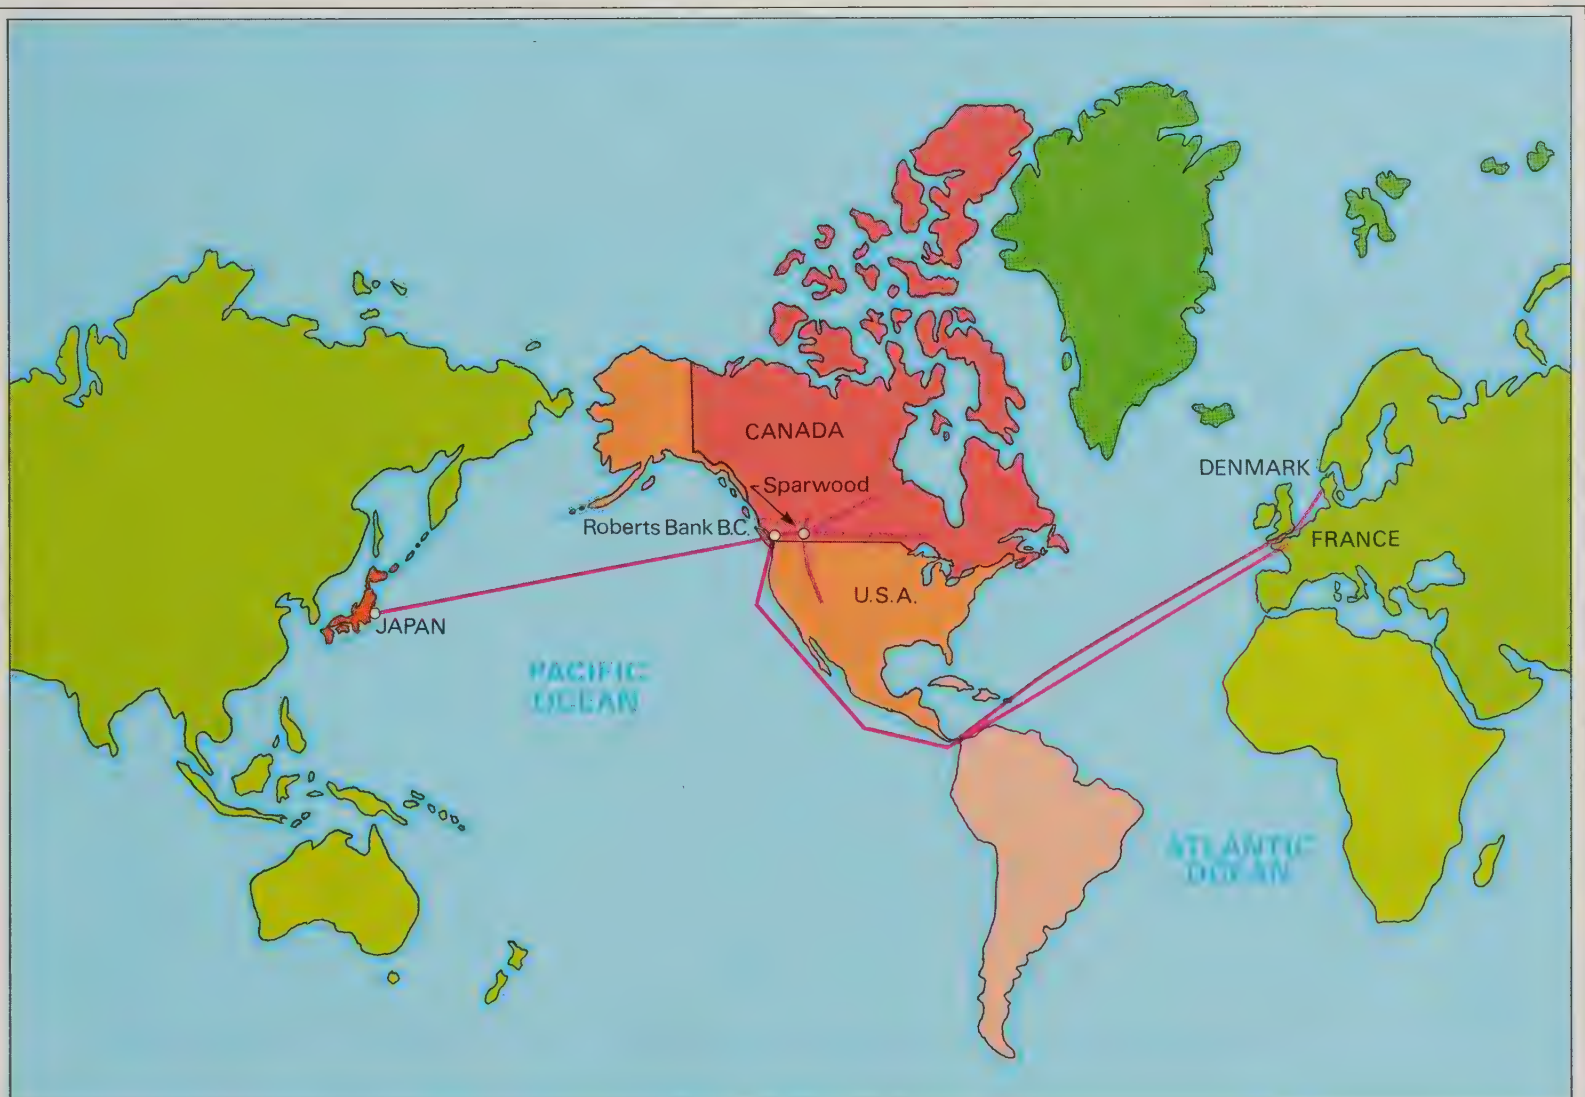 CANADA
Sparwood
Roberts Bank B.C.
U.S.A.
JAPAN
PACIFIC
OCEAN
DENMARK
FRANCE
ATLANTIC
OCEAN